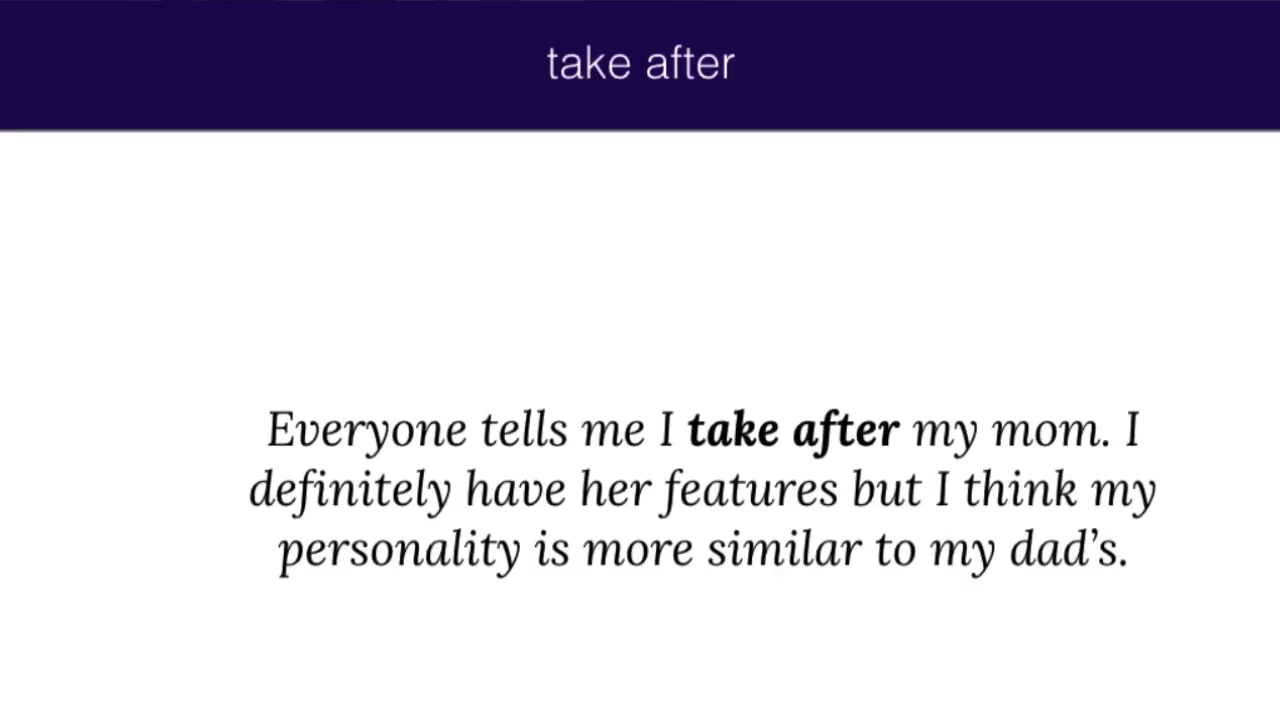 take after
Everyone tells me I take after my mom. I
definitely have her features but I think my
personality is more similar to my dad’s.